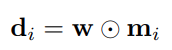 d_i = w ⊙ m_i